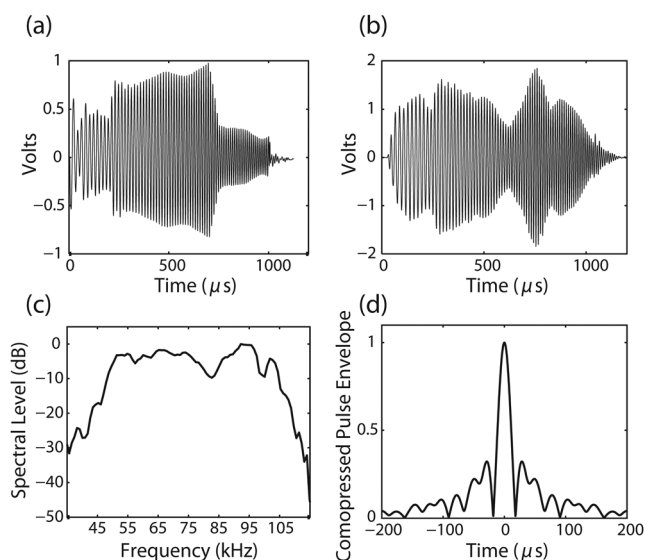 (a)
1
0.5
0
−0.5
−1
Volts
0 500 1000
Time (μs)
(b)
2
1
0
−1
−2
Volts
0 500 1000
Time (μs)
(c)
0
−10
−20
−30
−40
−50
Spectral Level (dB)
45 55 65 75 85 95 105
Frequency (kHz)
(d)
1
0.5
0
Comopressed Pulse Envelope
−200 −100 0 100 200
Time (μs)